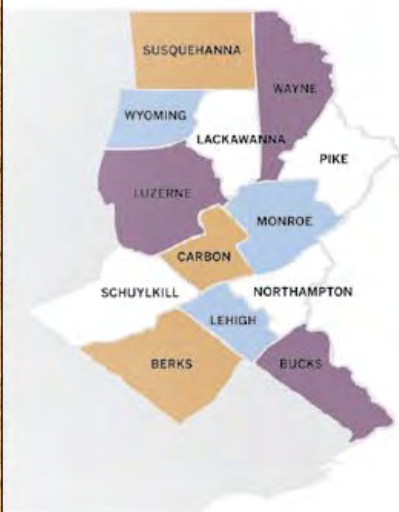 SUSQUEHANNA
WAYNE
WYOMING
LACKAWANNA
PIKE
LUZERNE
MONROE
CARBON
SCHUYLKILL
NORTHAMPTON
LEHIGH
BERKS
BUCKS